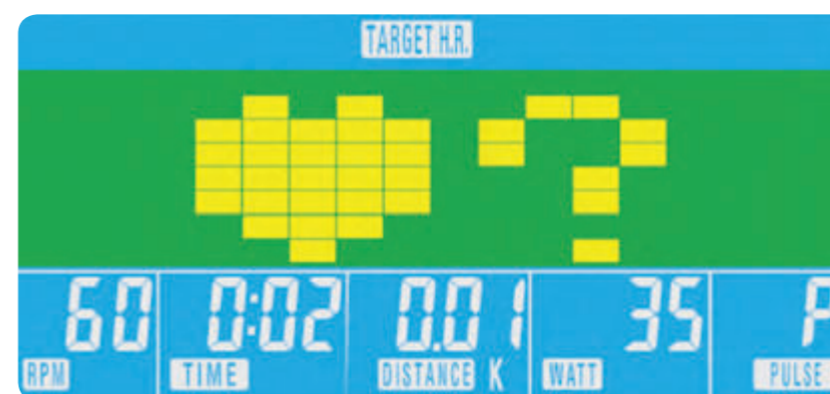 TARGET H.R.
?
60 0:02 0.01 35 P
RPM TIME DISTANCE K WATT PULSE